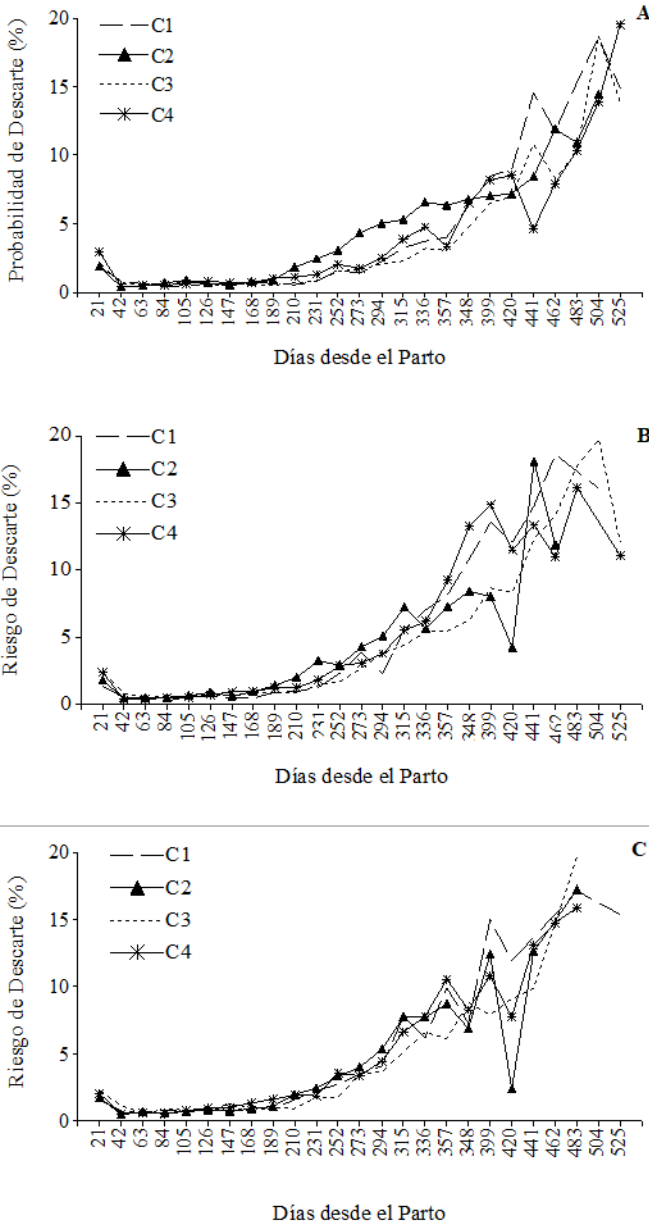 A
20
15
10
5
0
Probabilidad de Descarte (%)
C1
C2
C3
C4
21 42 63 84 105 126 147 168 189 210 231 252 273 294 315 336 357 348 399 420 441 462 483 504 525
Días desde el Parto
B
20
15
10
5
0
Riesgo de Descarte (%)
C1
C2
C3
C4
21 42 63 84 105 126 147 168 189 210 231 252 273 294 315 336 357 348 399 420 441 462 483 504 525
Días desde el Parto
C
20
15
10
5
0
Riesgo de Descarte (%)
C1
C2
C3
C4
21 42 63 84 105 126 147 168 189 210 231 252 273 294 315 336 357 348 399 420 441 462 483 504 525
Días desde el Parto